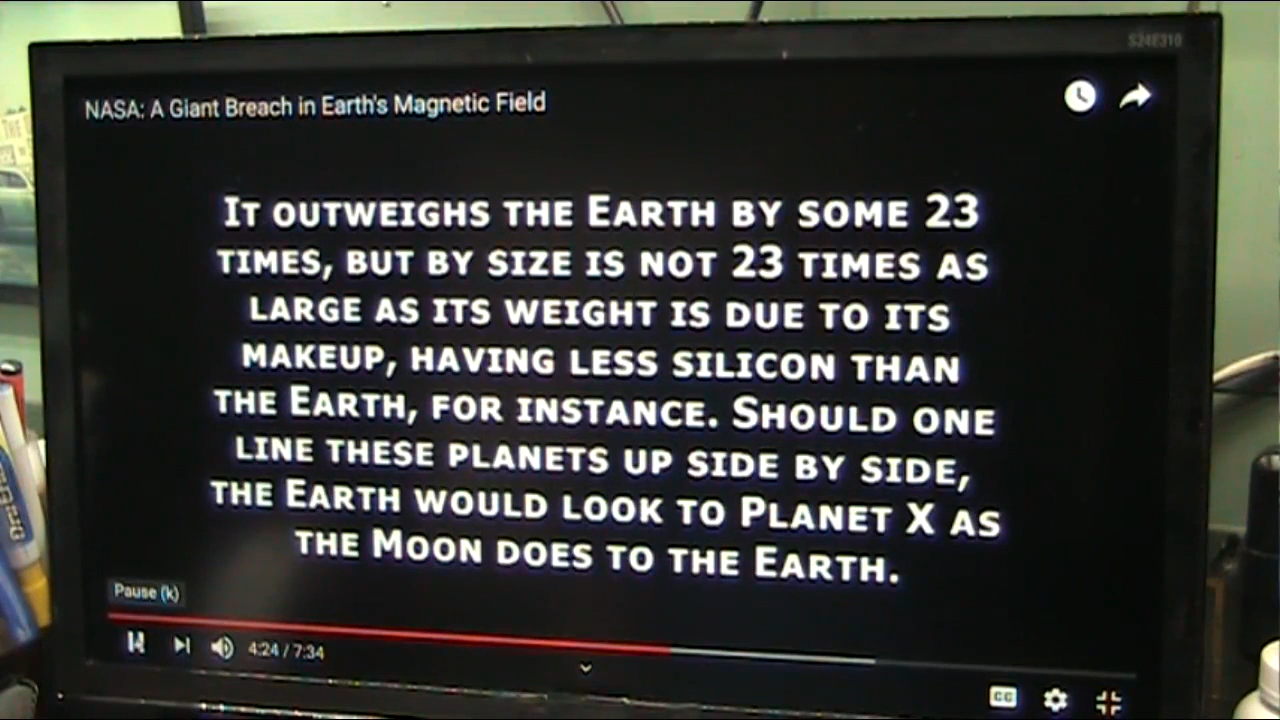 S24E310
NASA: A Giant Breach in Earth's Magnetic Field
IT OUTWEIGHS THE EARTH BY SOME 23
TIMES, BUT BY SIZE IS NOT 23 TIMES AS
LARGE AS ITS WEIGHT IS DUE TO ITS
MAKEUP, HAVING LESS SILICON THAN
THE EARTH, FOR INSTANCE. SHOULD ONE
LINE THESE PLANETS UP SIDE BY SIDE,
THE EARTH WOULD LOOK TO PLANET X AS
THE MOON DOES TO THE EARTH.
Pause (k)
4:24 / 7:34
CC